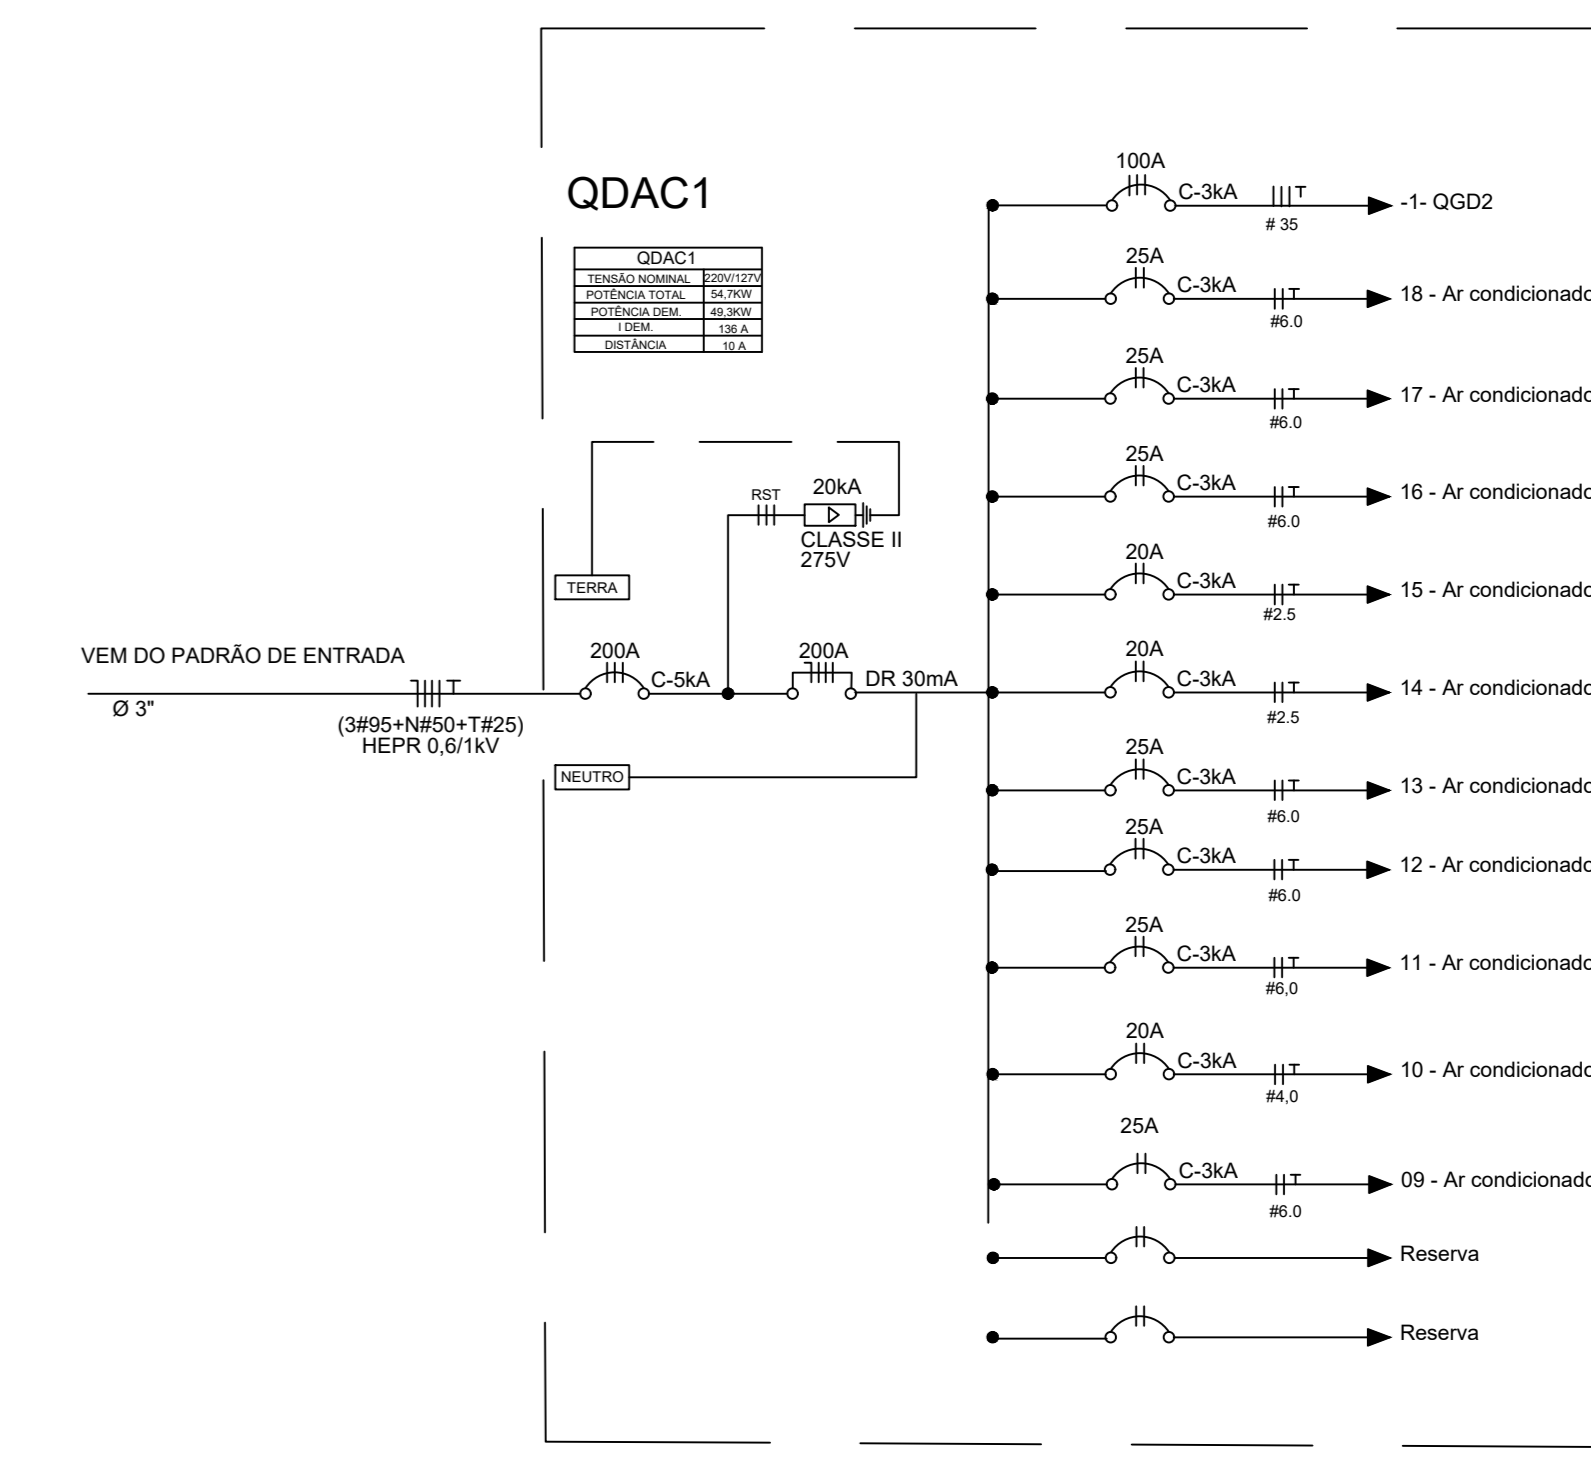 QDAC1
QDAC1
TENSÃO NOMINAL 220V/127V
POTÊNCIA TOTAL 54,7KW
POTÊNCIA DEM. 49,3KW
I DEM. 136 A
DISTÂNCIA 10 A
RST
20kA
CLASSE II
275V
TERRA
VEM DO PADRÃO DE ENTRADA
Ø 3"
(3#95+N#50+T#25)
HEPR 0,6/1kV
200A
C-5kA
200A
DR 30mA
NEUTRO
100A
C-3kA
# 35
-1- QGD2
25A
C-3kA
#6.0
18 - Ar condicionado
25A
C-3kA
#6.0
17 - Ar condicionado
25A
C-3kA
#6.0
16 - Ar condicionado
20A
C-3kA
#2.5
15 - Ar condicionado
20A
C-3kA
#2.5
14 - Ar condicionado
25A
C-3kA
#6.0
13 - Ar condicionado
25A
C-3kA
#6.0
12 - Ar condicionado
25A
C-3kA
#6,0
11 - Ar condicionado
20A
C-3kA
#4,0
10 - Ar condicionado
25A
C-3kA
#6.0
09 - Ar condicionado
Reserva
Reserva